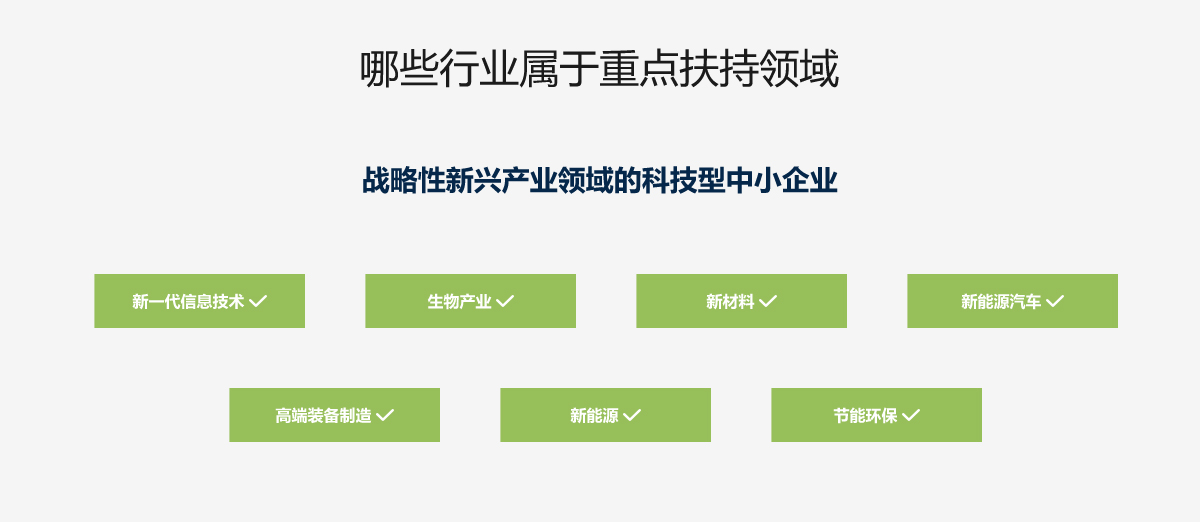 哪些行业属于重点扶持领域
战略性新兴产业领域的科技型中小企业
新一代信息技术
生物产业
新材料
新能源汽车
高端装备制造
新能源
节能环保